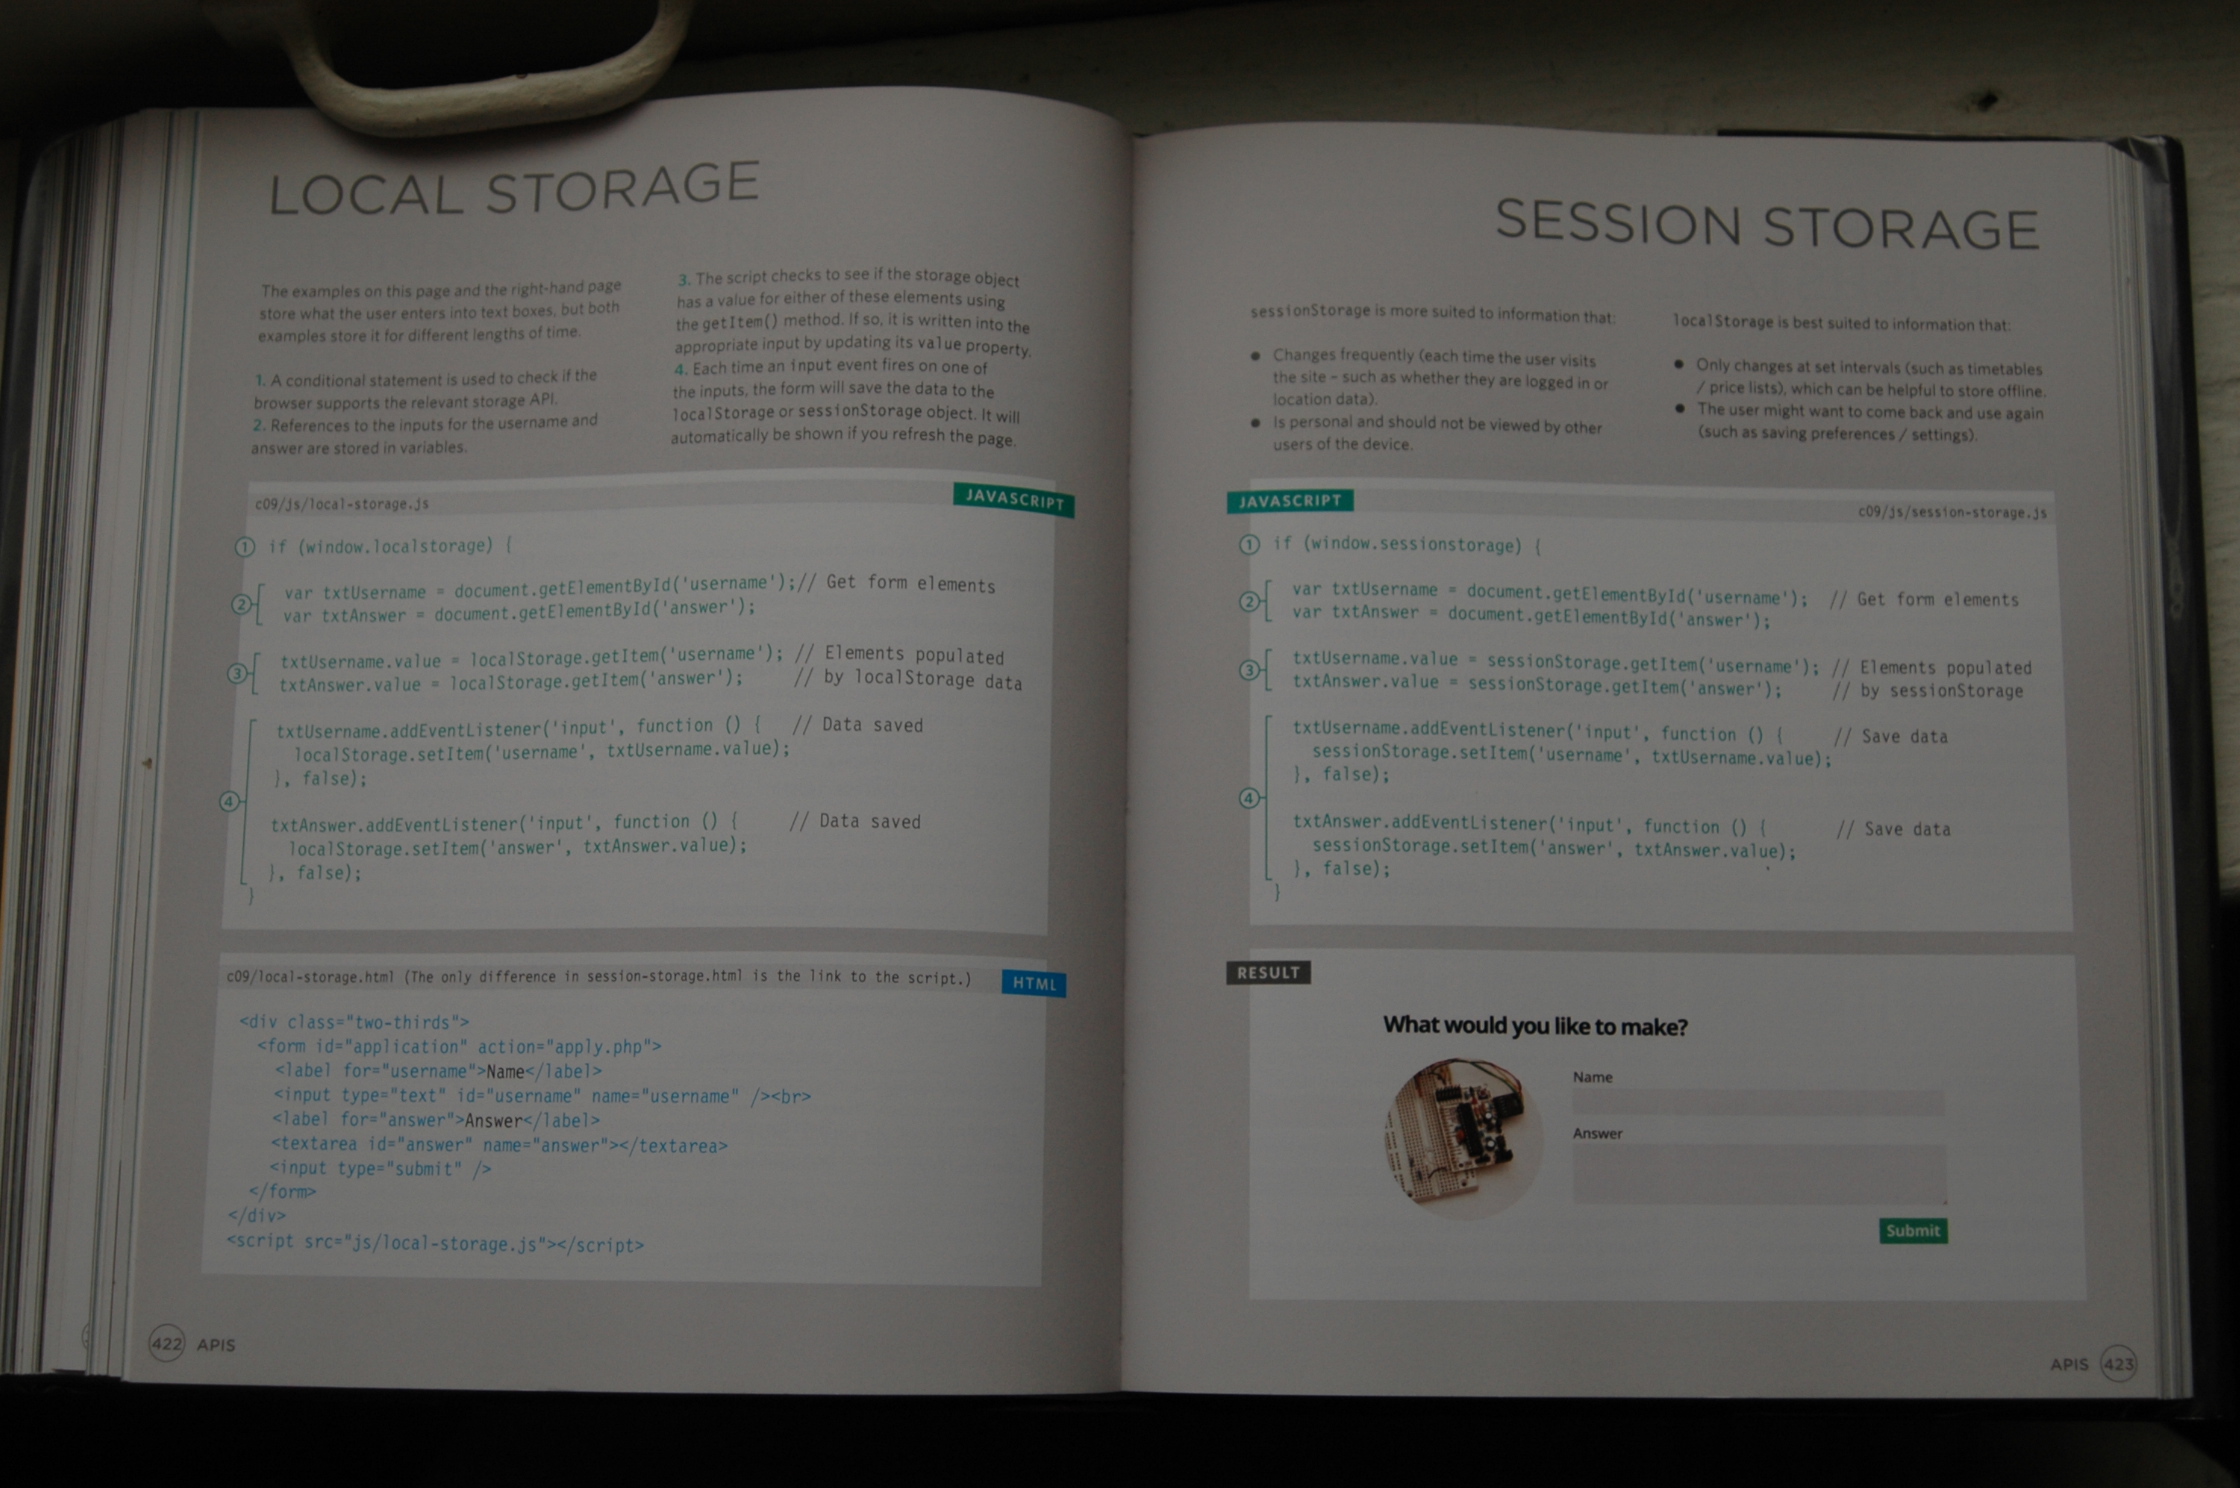 LOCAL STORAGE
The examples on this page and the right-hand page
store what the user enters into text boxes, but both
examples store it for different lengths of time.
1. A conditional statement is used to check if the
browser supports the relevant storage API.
2. References to the inputs for the username and
answer are stored in variables.
3. The script checks to see if the storage object
has a value for either of these elements using
the getItem() method. If so, it is written into the
appropriate input by updating its value property.
4. Each time an input event fires on one of
the inputs, the form will save the data to the
localStorage or sessionStorage object. It will
automatically be shown if you refresh the page.
c09/js/local-storage.js
JAVASCRIPT
1 if (window.localstorage) {
2 var txtUsername = document.getElementById('username');// Get form elements
var txtAnswer = document.getElementById('answer');
3 txtUsername.value = localStorage.getItem('username'); // Elements populated
txtAnswer.value = localStorage.getItem('answer'); // by localStorage data
txtUsername.addEventListener('input', function () { // Data saved
localStorage.setItem('username', txtUsername.value);
}, false);
4
txtAnswer.addEventListener('input', function () { // Data saved
localStorage.setItem('answer', txtAnswer.value);
}, false);
}
c09/local-storage.html (The only difference in session-storage.html is the link to the script.)
HTML
<div class="two-thirds">
<form id="application" action="apply.php">
<label for="username">Name</label>
<input type="text" id="username" name="username" /><br>
<label for="answer">Answer</label>
<textarea id="answer" name="answer"></textarea>
<input type="submit" />
</form>
</div>
<script src="js/local-storage.js"></script>
422 APIS
SESSION STORAGE
sessionStorage is more suited to information that:
● Changes frequently (each time the user visits
the site – such as whether they are logged in or
location data).
● Is personal and should not be viewed by other
users of the device.
localStorage is best suited to information that:
● Only changes at set intervals (such as timetables
/ price lists), which can be helpful to store offline.
● The user might want to come back and use again
(such as saving preferences / settings).
JAVASCRIPT
c09/js/session-storage.js
1 if (window.sessionstorage) {
2 var txtUsername = document.getElementById('username'); // Get form elements
var txtAnswer = document.getElementById('answer');
3 txtUsername.value = sessionStorage.getItem('username'); // Elements populated
txtAnswer.value = sessionStorage.getItem('answer'); // by sessionStorage
txtUsername.addEventListener('input', function () { // Save data
sessionStorage.setItem('username', txtUsername.value);
}, false);
4
txtAnswer.addEventListener('input', function () { // Save data
sessionStorage.setItem('answer', txtAnswer.value);
}, false);
}
RESULT
What would you like to make?
Name
Answer
Submit
APIS 423